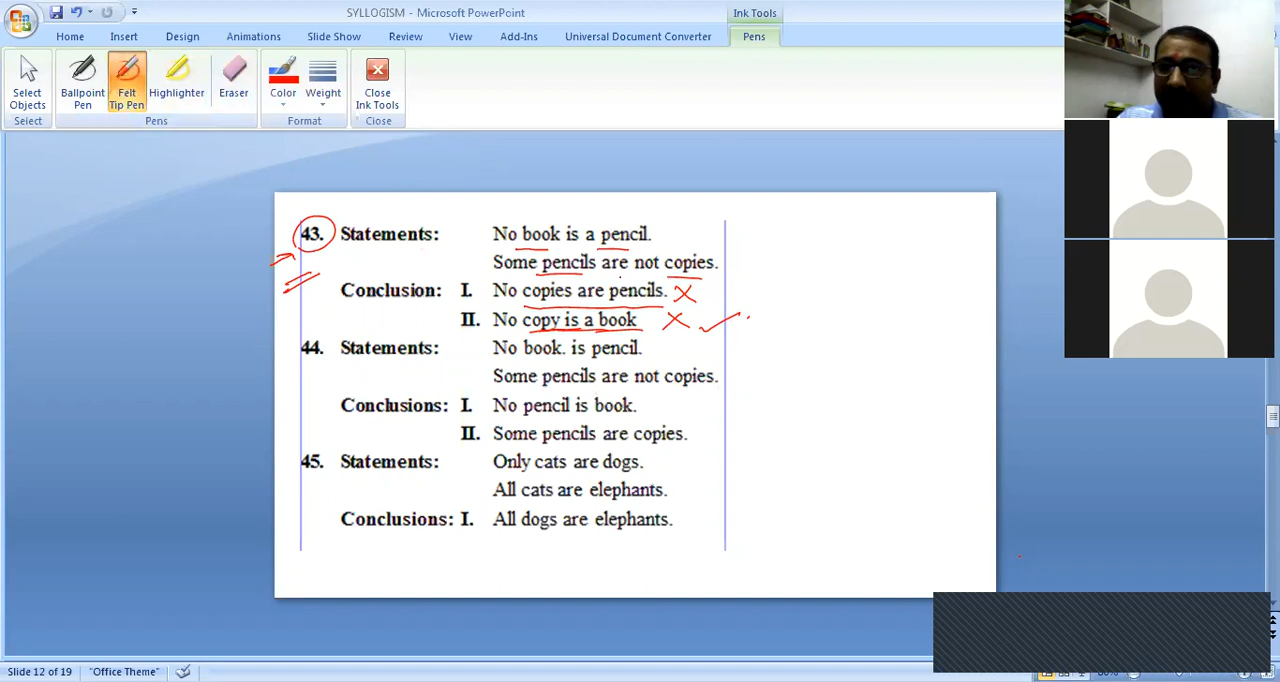 SYLLOGISM - Microsoft PowerPoint
Ink Tools
Home Insert Design Animations Slide Show Review View Add-Ins Universal Document Converter Pens
Select Objects
Ballpoint Pen
Felt Tip Pen
Highlighter
Eraser
Color
Weight
Close Ink Tools
Select Pens Format Close
43. Statements: No book is a pencil.
Some pencils are not copies.
Conclusion: I. No copies are pencils.
II. No copy is a book
44. Statements: No book. is pencil.
Some pencils are not copies.
Conclusions: I. No pencil is book.
II. Some pencils are copies.
45. Statements: Only cats are dogs.
All cats are elephants.
Conclusions: I. All dogs are elephants.
Slide 12 of 19 "Office Theme"